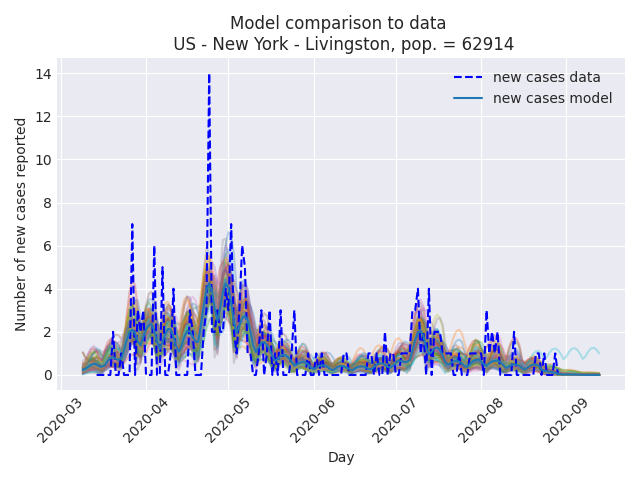 Model comparison to data
US - New York - Livingston, pop. = 62914
new cases data
new cases model
Number of new cases reported
14
12
10
8
6
4
2
0
2020-03
2020-04
2020-05
2020-06
2020-07
2020-08
2020-09
Day